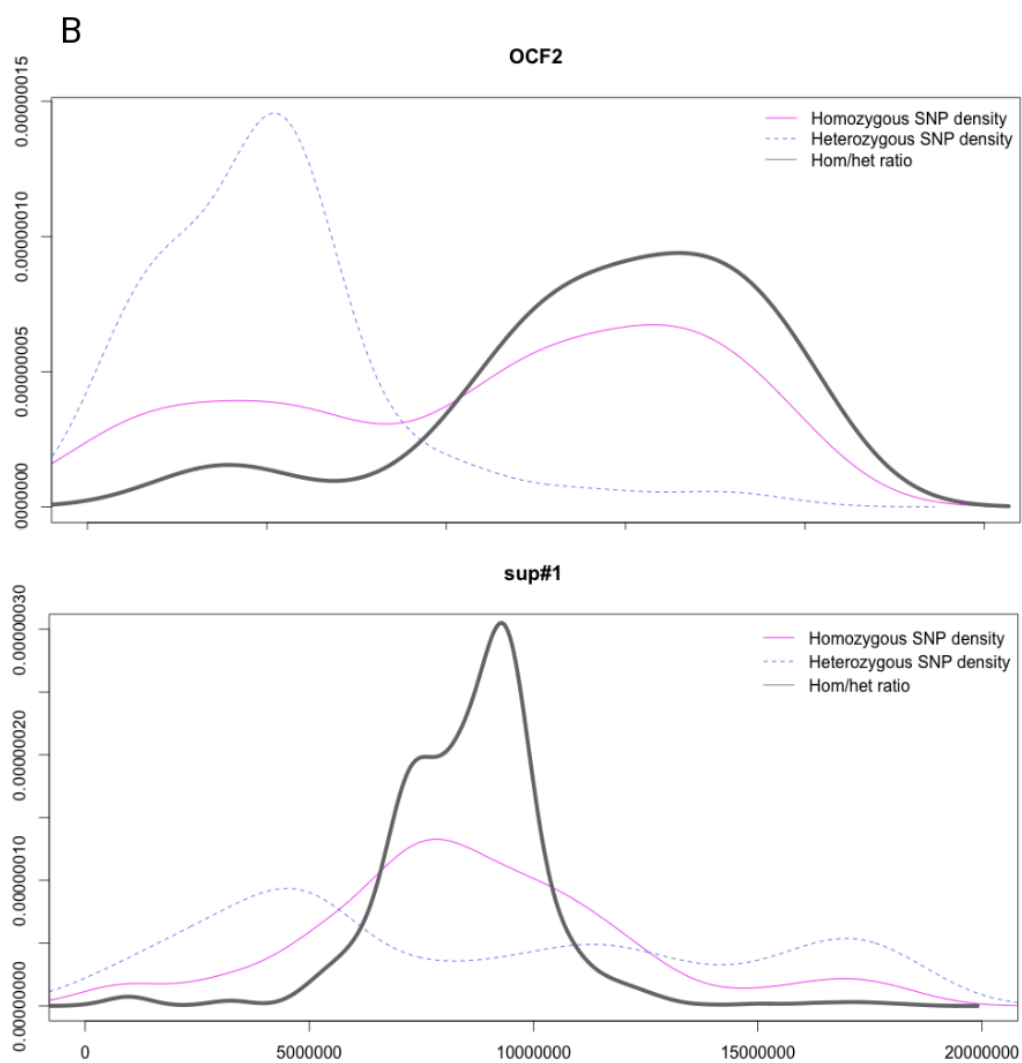 B
OCF2
0.00000015
0.00000010
0.00000005
0000000
Homozygous SNP density
Heterozygous SNP density
Hom/het ratio
sup#1
0.00000030
0.00000020
0.00000010
0.00000000
Homozygous SNP density
Heterozygous SNP density
Hom/het ratio
0 5000000 10000000 15000000 20000000